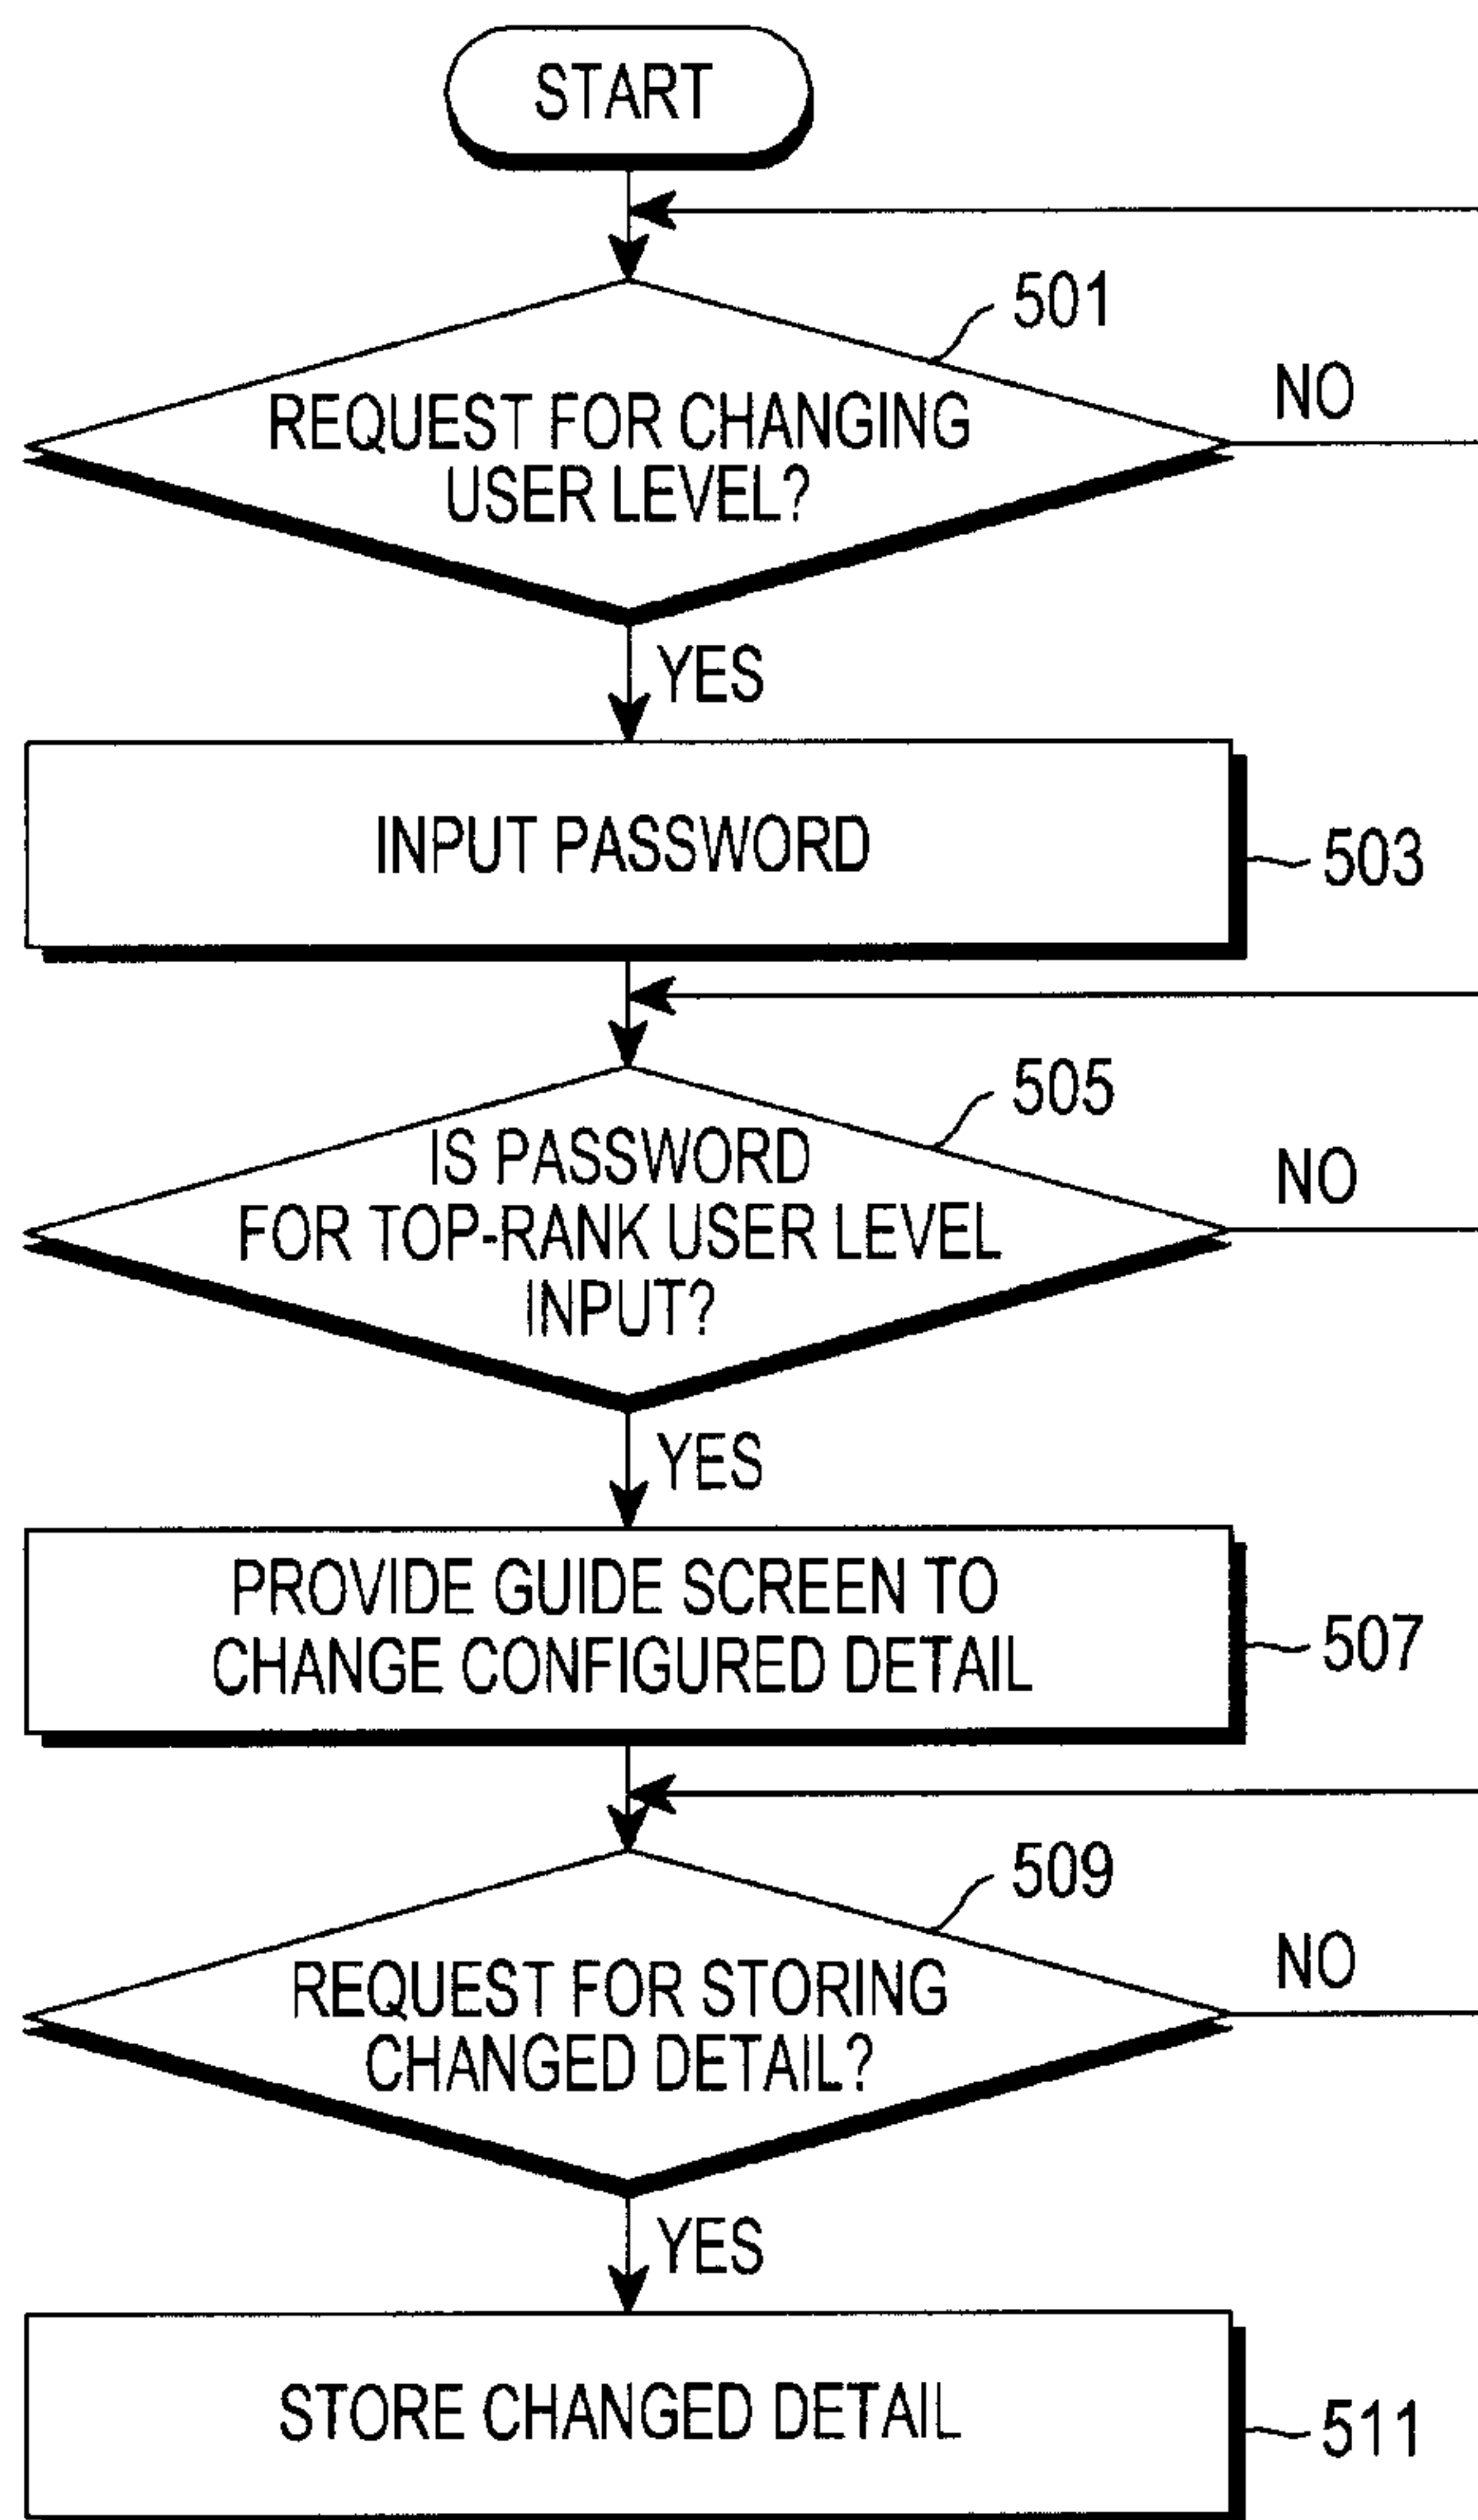 START
501
REQUEST FOR CHANGING
USER LEVEL?
NO
YES
INPUT PASSWORD
503
505
IS PASSWORD
FOR TOP-RANK USER LEVEL
INPUT?
NO
YES
PROVIDE GUIDE SCREEN TO
CHANGE CONFIGURED DETAIL
507
509
REQUEST FOR STORING
CHANGED DETAIL?
NO
YES
STORE CHANGED DETAIL
511